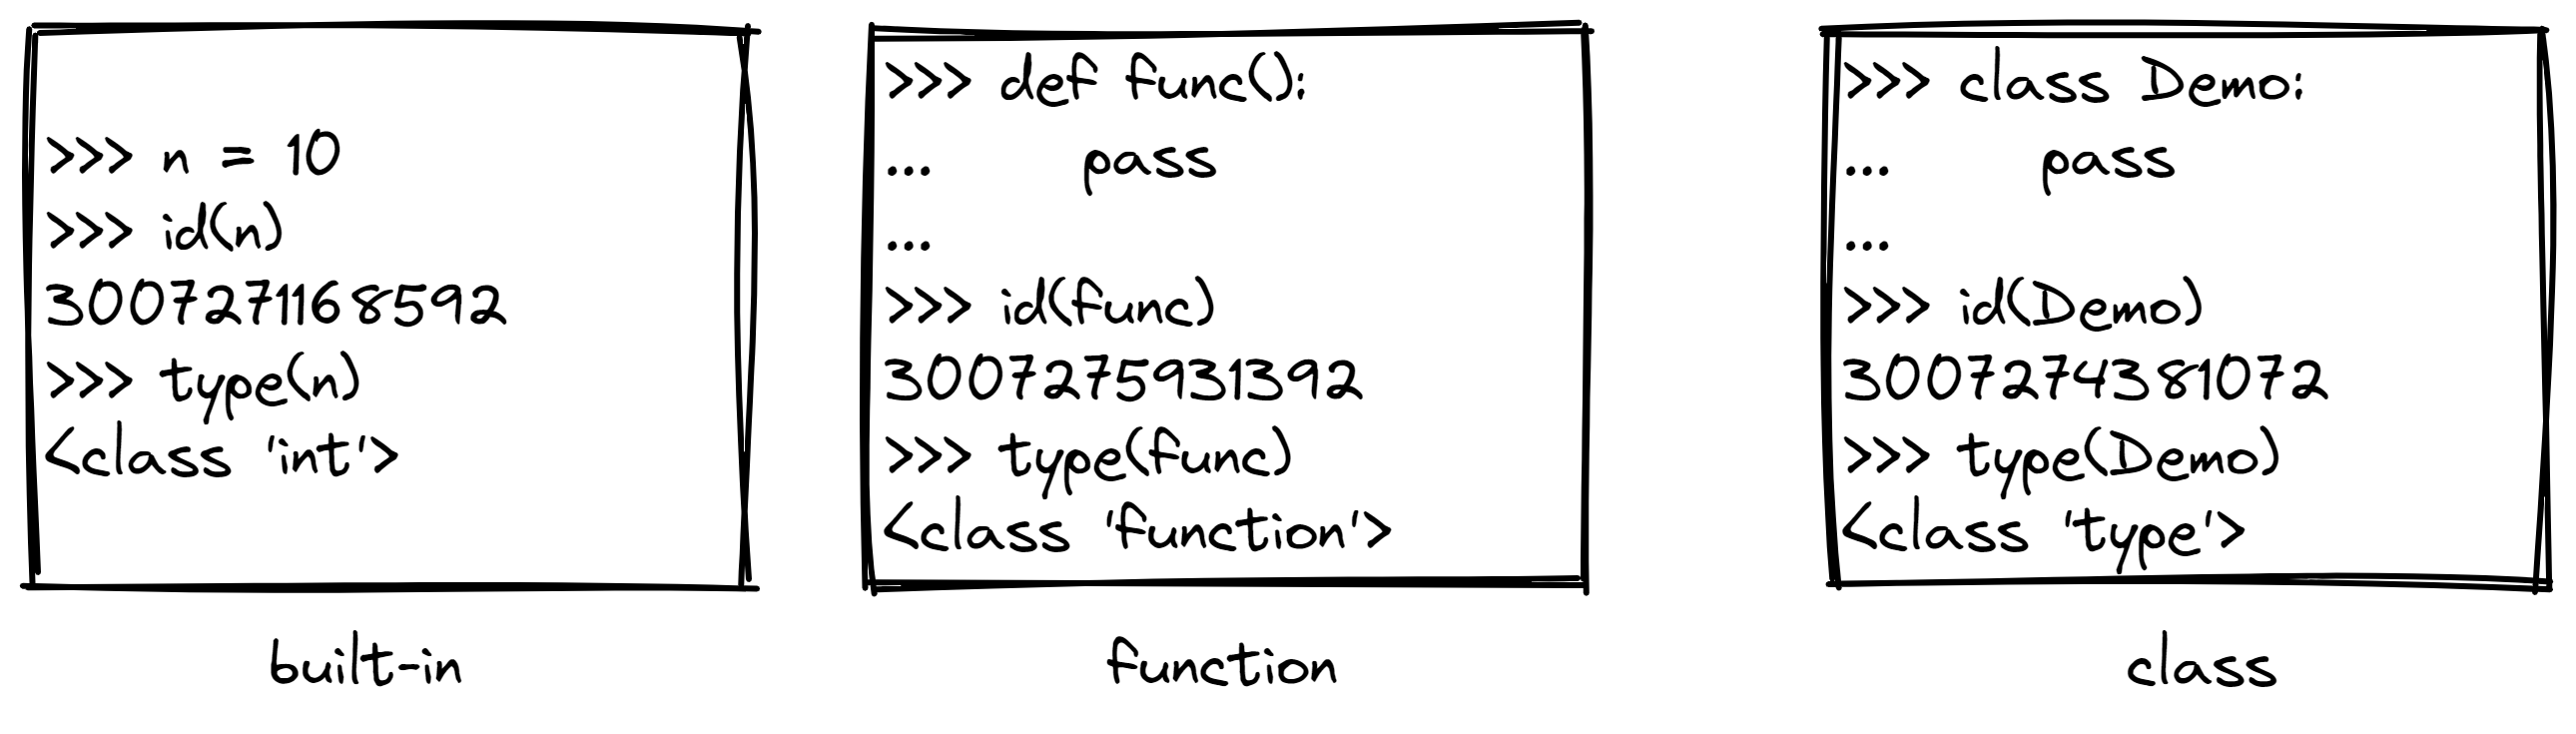 >>> n = 10
>>> id(n)
3007271168592
>>> type(n)
<class 'int'>
built-in
>>> def func():
...     pass
...
>>> id(func)
3007275931392
>>> type(func)
<class 'function'>
function
>>> class Demo:
...     pass
...
>>> id(Demo)
3007274381072
>>> type(Demo)
<class 'type'>
class